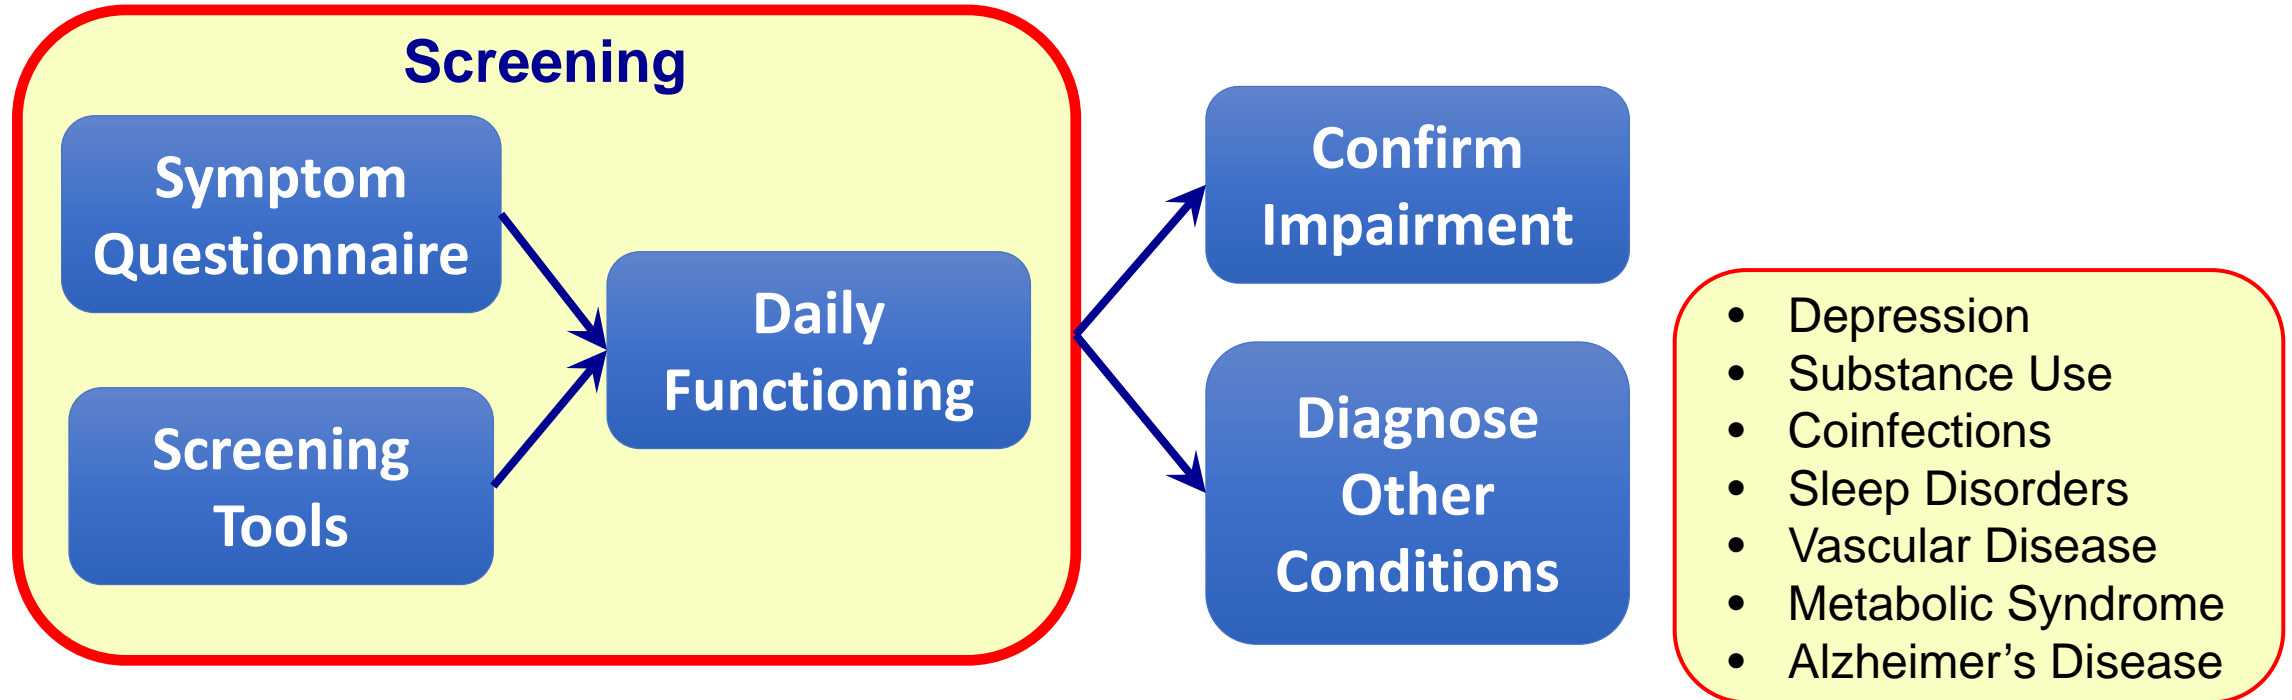 Screening
Symptom
Questionnaire
Screening
Tools
Daily
Functioning
Confirm
Impairment
Diagnose
Other
Conditions
• Depression
• Substance Use
• Coinfections
• Sleep Disorders
• Vascular Disease
• Metabolic Syndrome
• Alzheimer’s Disease